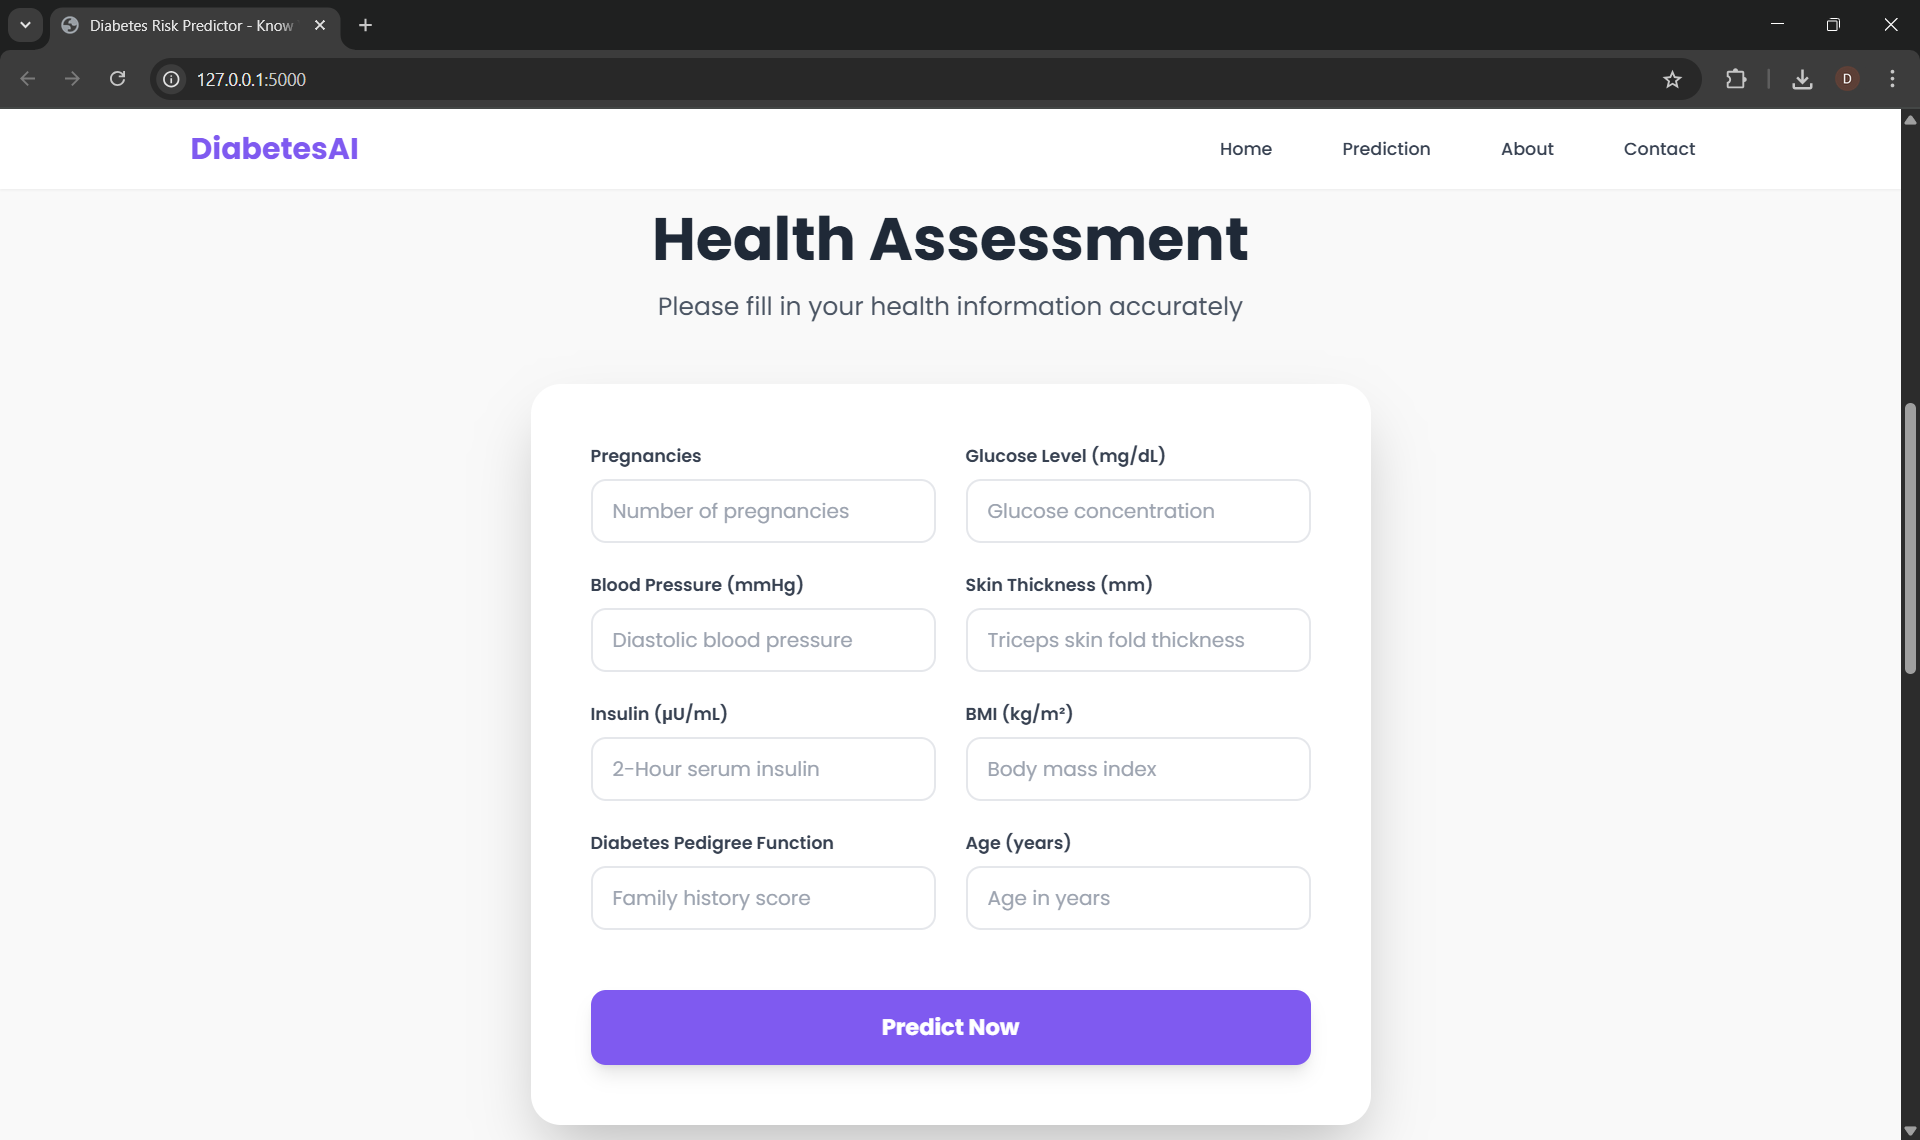 Diabetes Risk Predictor - Know
127.0.0.1:5000
D
DiabetesAI
Home
Prediction
About
Contact
Health Assessment
Please fill in your health information accurately
Pregnancies
Glucose Level (mg/dL)
Number of pregnancies
Glucose concentration
Blood Pressure (mmHg)
Skin Thickness (mm)
Diastolic blood pressure
Triceps skin fold thickness
Insulin (µU/mL)
BMI (kg/m²)
2-Hour serum insulin
Body mass index
Diabetes Pedigree Function
Age (years)
Family history score
Age in years
Predict Now